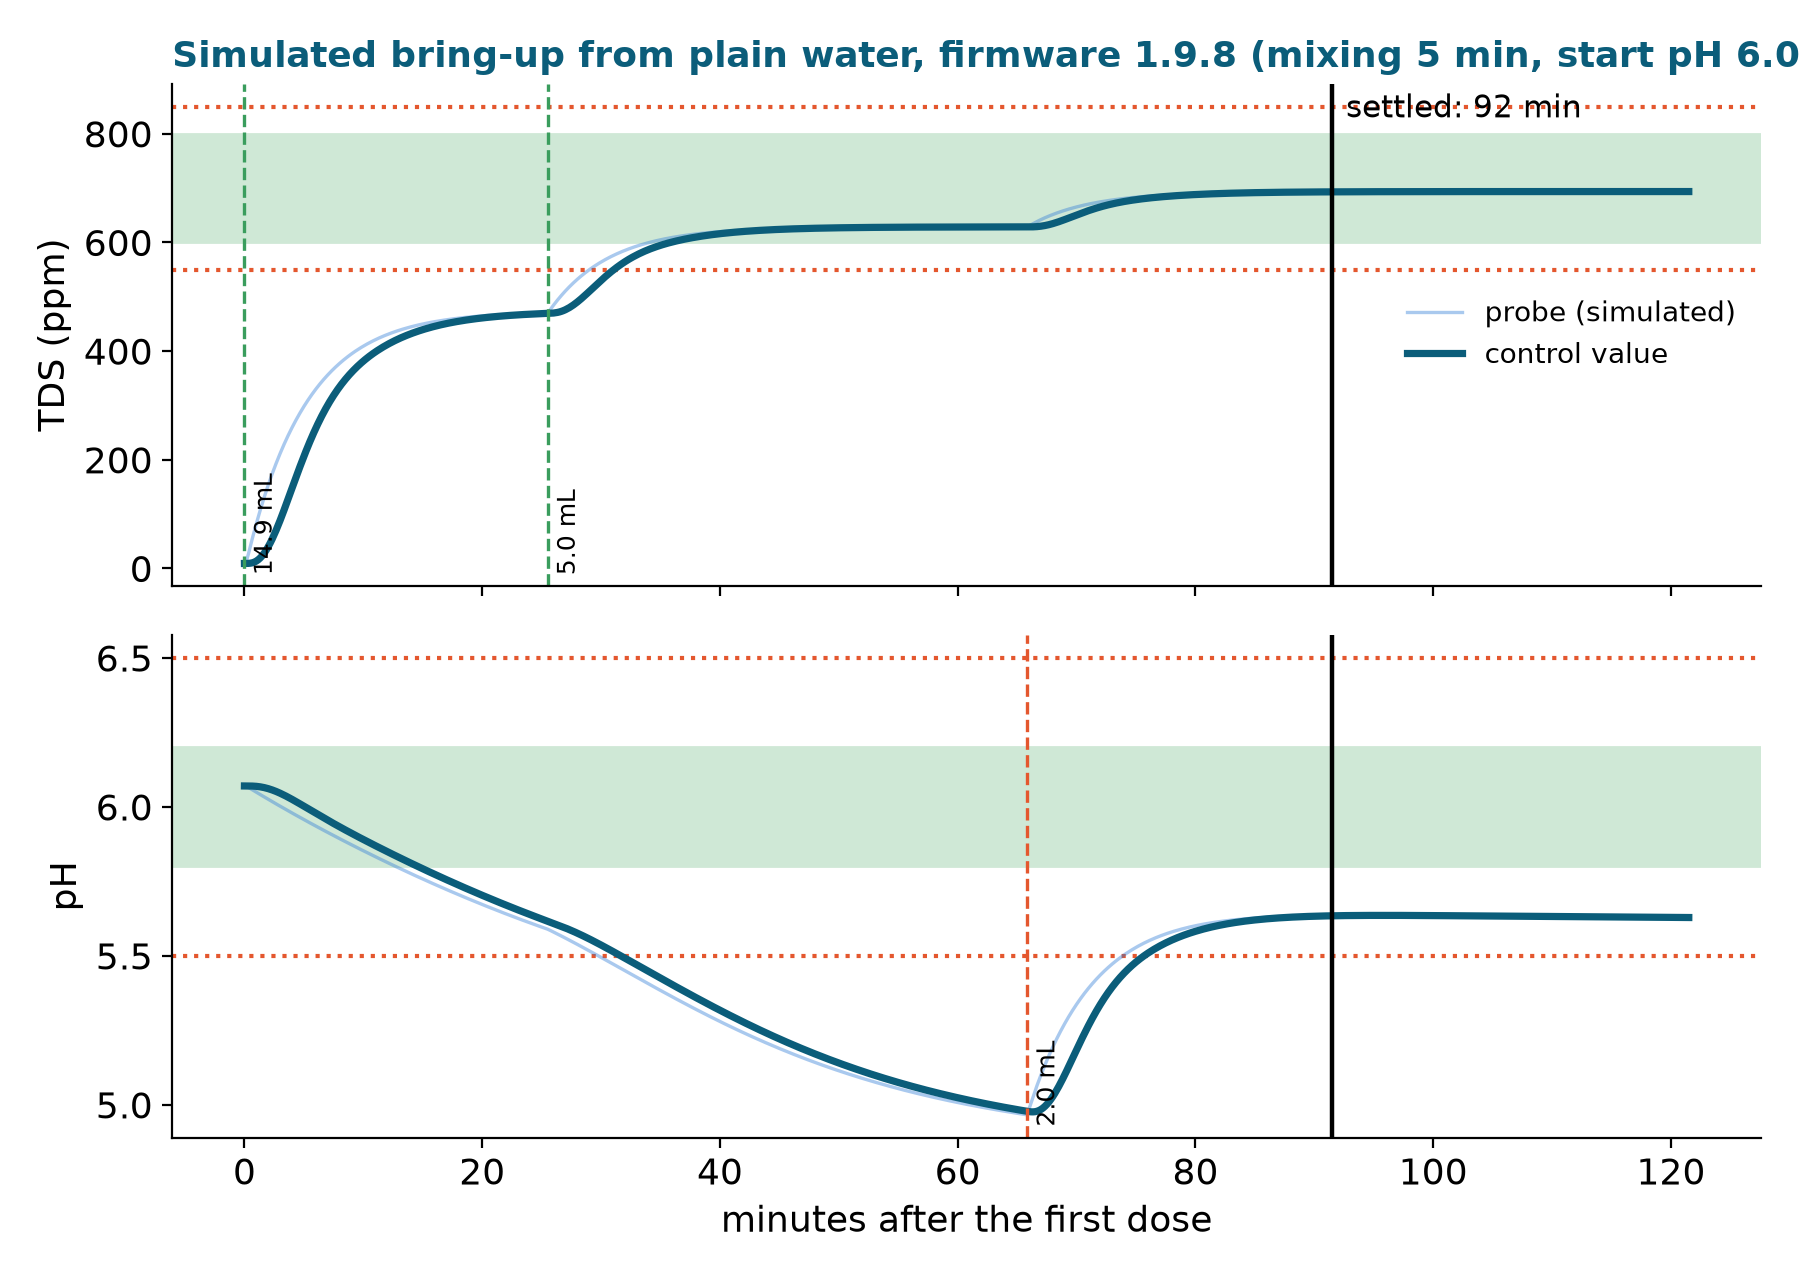 Simulated bring-up from plain water, firmware 1.9.8 (mixing 5 min, start pH 6.0
settled: 92 min
800
600
400
200
0
TDS (ppm)
14.9 mL
5.0 mL
probe (simulated)
control value
6.5
6.0
5.5
5.0
pH
2.0 mL
0 20 40 60 80 100 120
minutes after the first dose